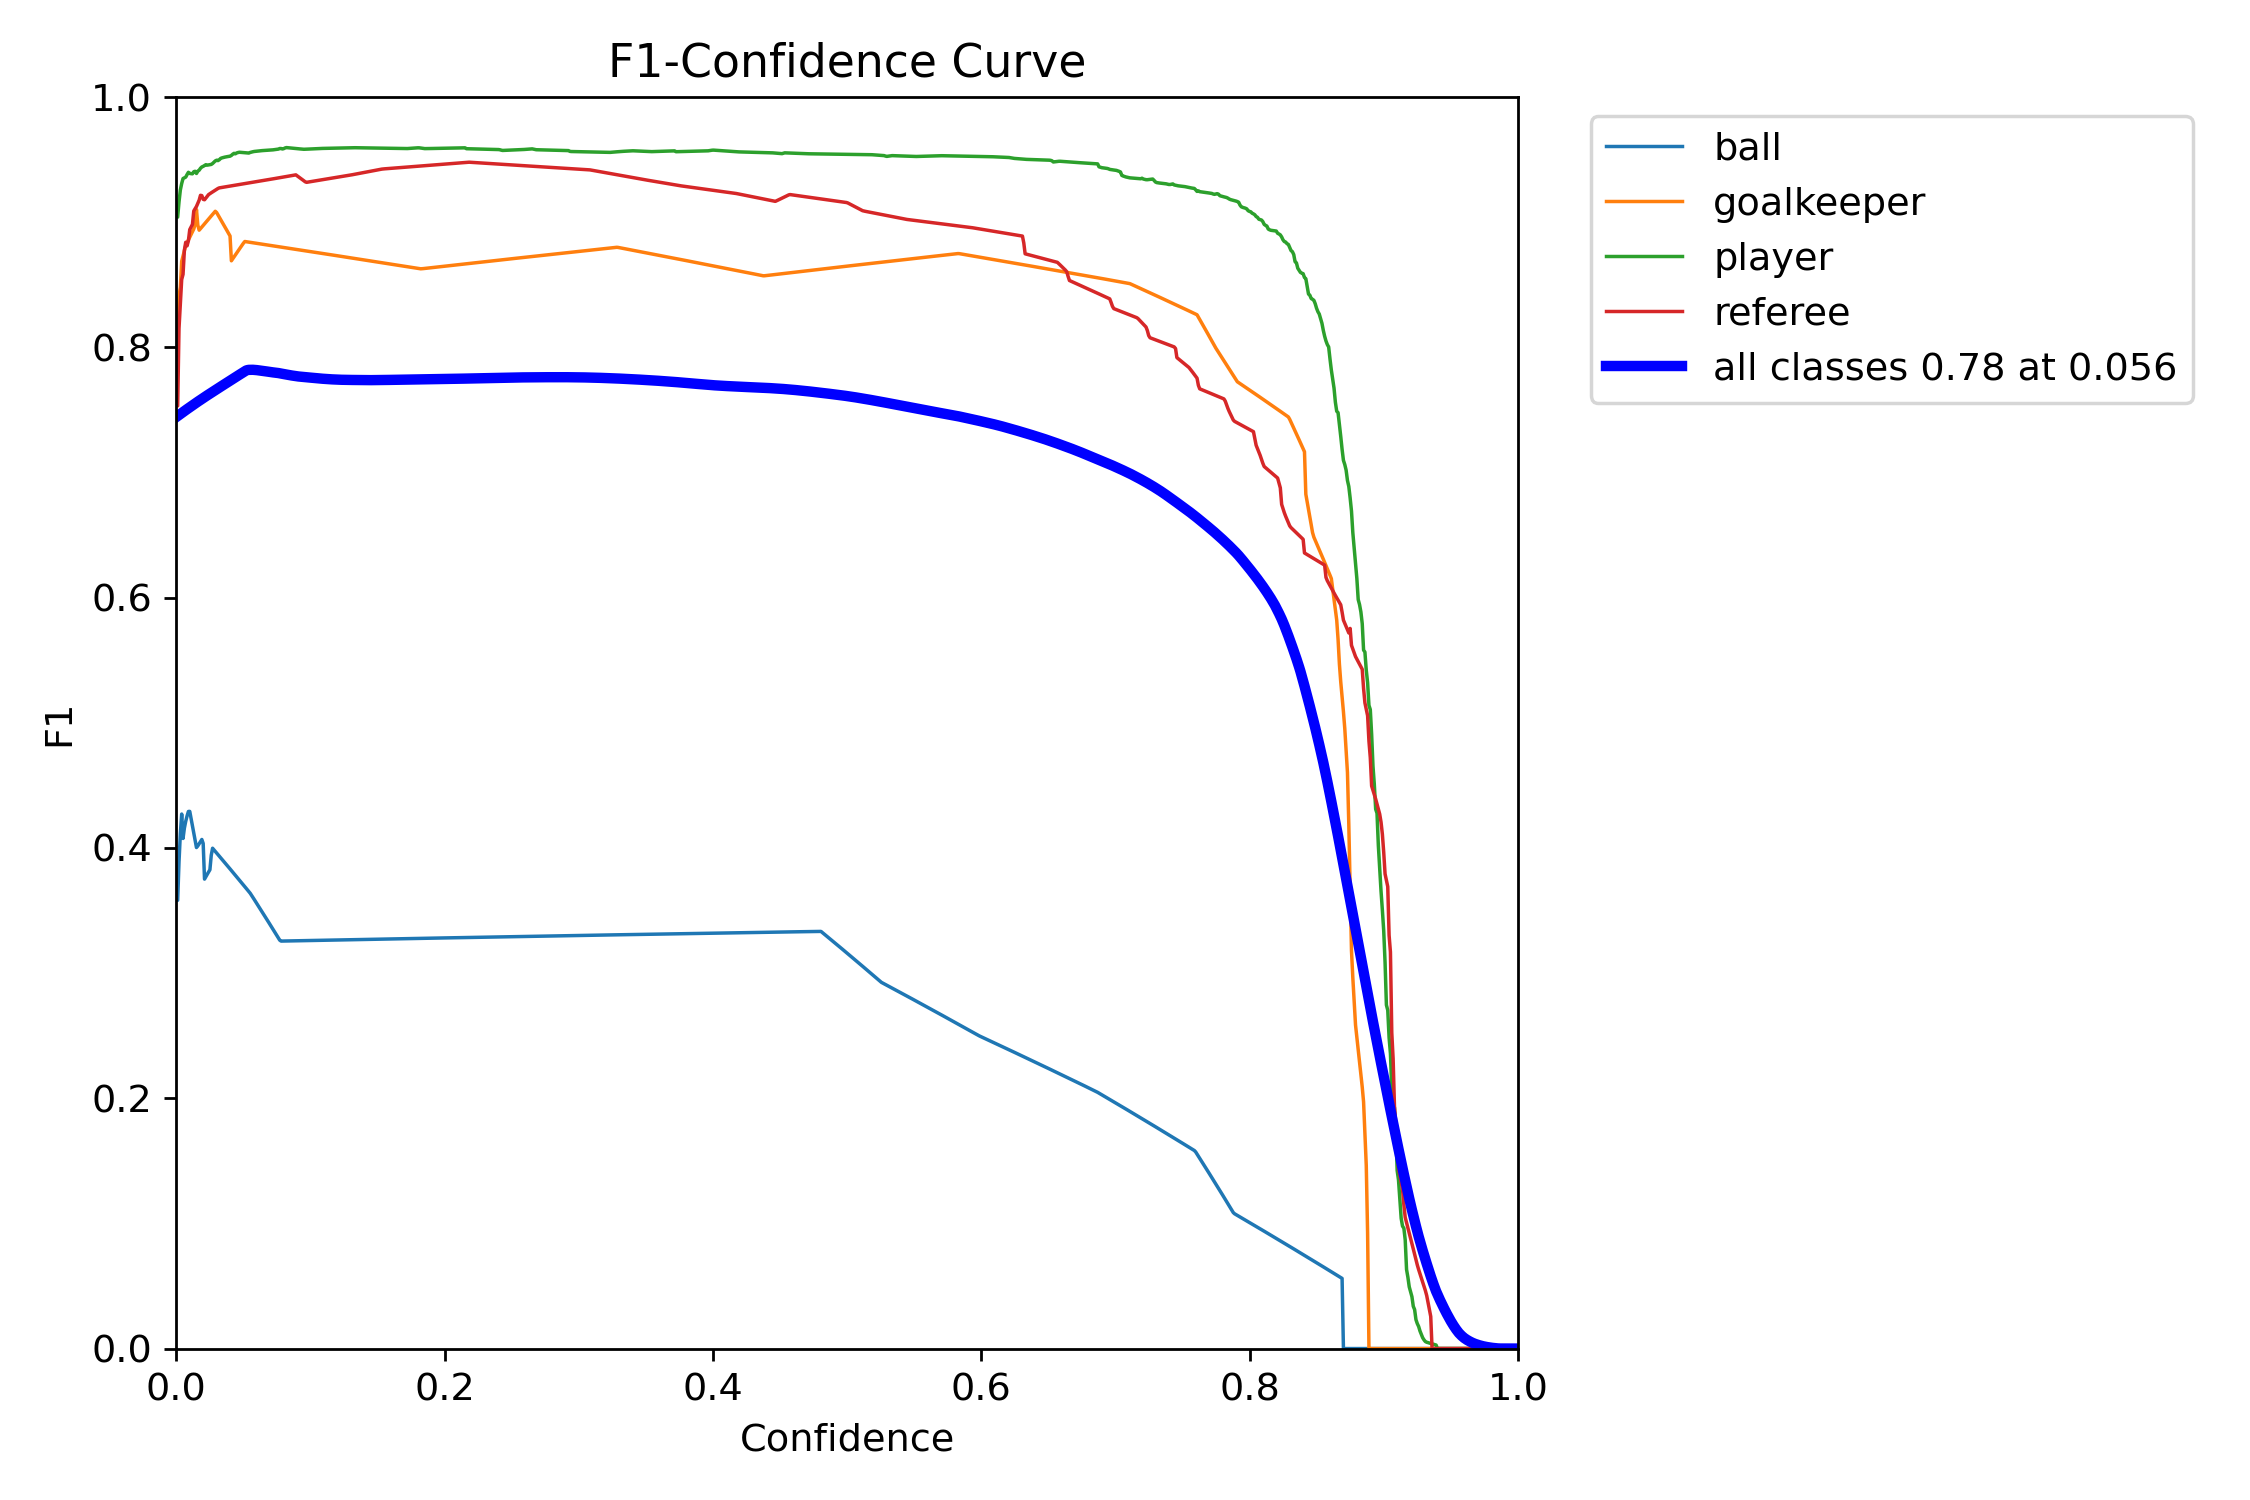 F1-Confidence Curve
1.0
0.8
0.6
0.4
0.2
0.0
F1
0.0 0.2 0.4 0.6 0.8 1.0
Confidence
ball
goalkeeper
player
referee
all classes 0.78 at 0.056